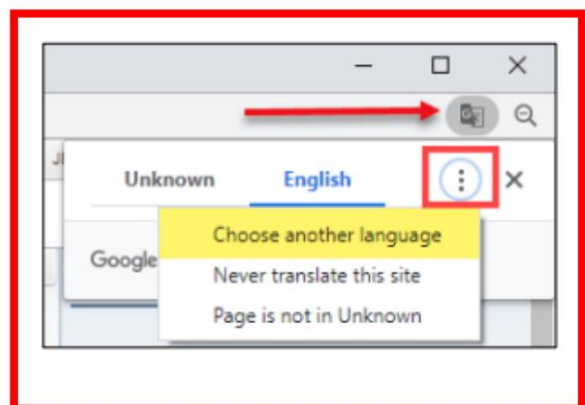 Unknown English
Choose another language
Google
Never translate this site
Page is not in Unknown